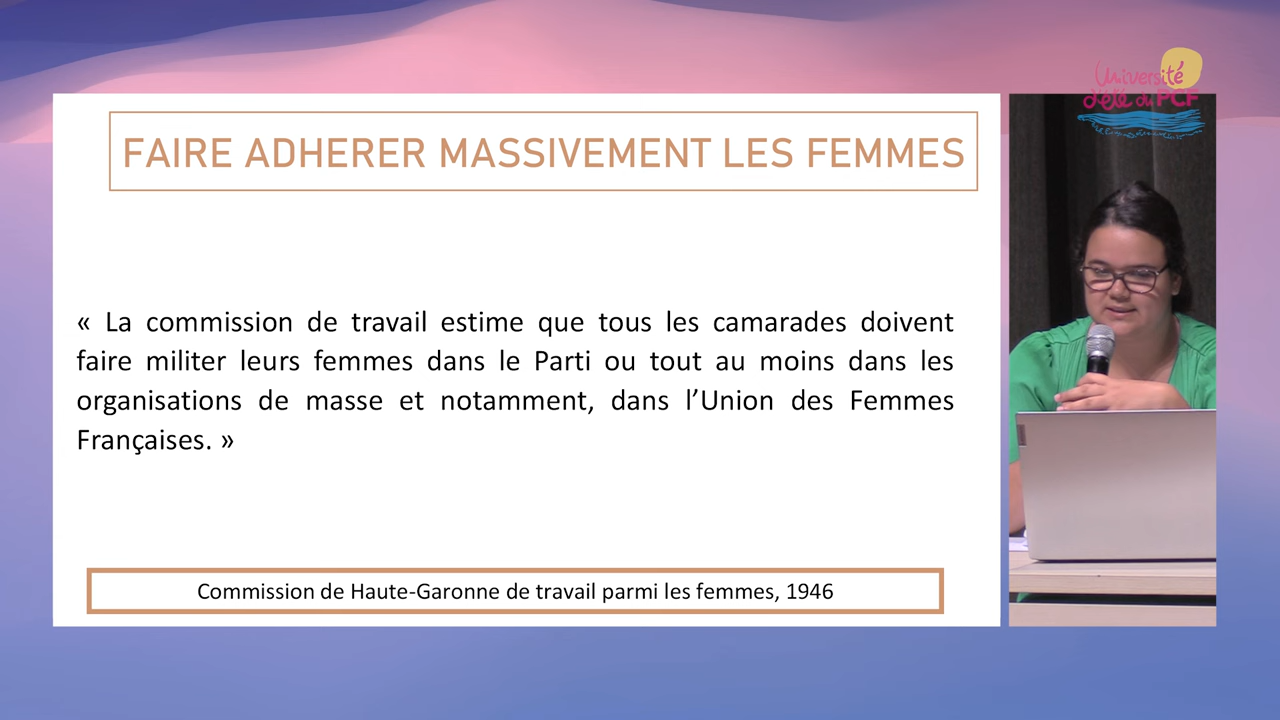 Université
d'été du PCF
FAIRE ADHERER MASSIVEMENT LES FEMMES
« La commission de travail estime que tous les camarades doivent
faire militer leurs femmes dans le Parti ou tout au moins dans les
organisations de masse et notamment, dans l’Union des Femmes
Françaises. »
Commission de Haute-Garonne de travail parmi les femmes, 1946